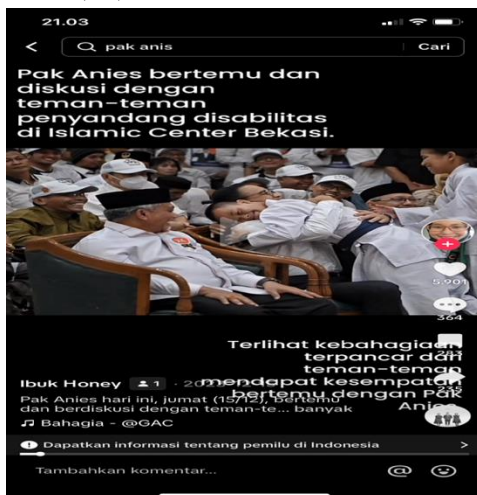 21.03
pak anis
Cari
Pak Anies bertemu dan
diskusi dengan
teman-teman
penyandang disabilitas
di Islamic Center Bekasi.
5.901
364
Terlihat kebahagiaan
terpancar dari
teman-teman
mendapat kesempatan
bertemu dengan Pak
Anies
283
235
Ibuk Honey 1
Pak Anies hari ini, jumat (15/12), bertemu
dan berdiskusi dengan teman-te... banyak
Bahagia - @GAC
Dapatkan informasi tentang pemilu di Indonesia >
Tambahkan komentar...